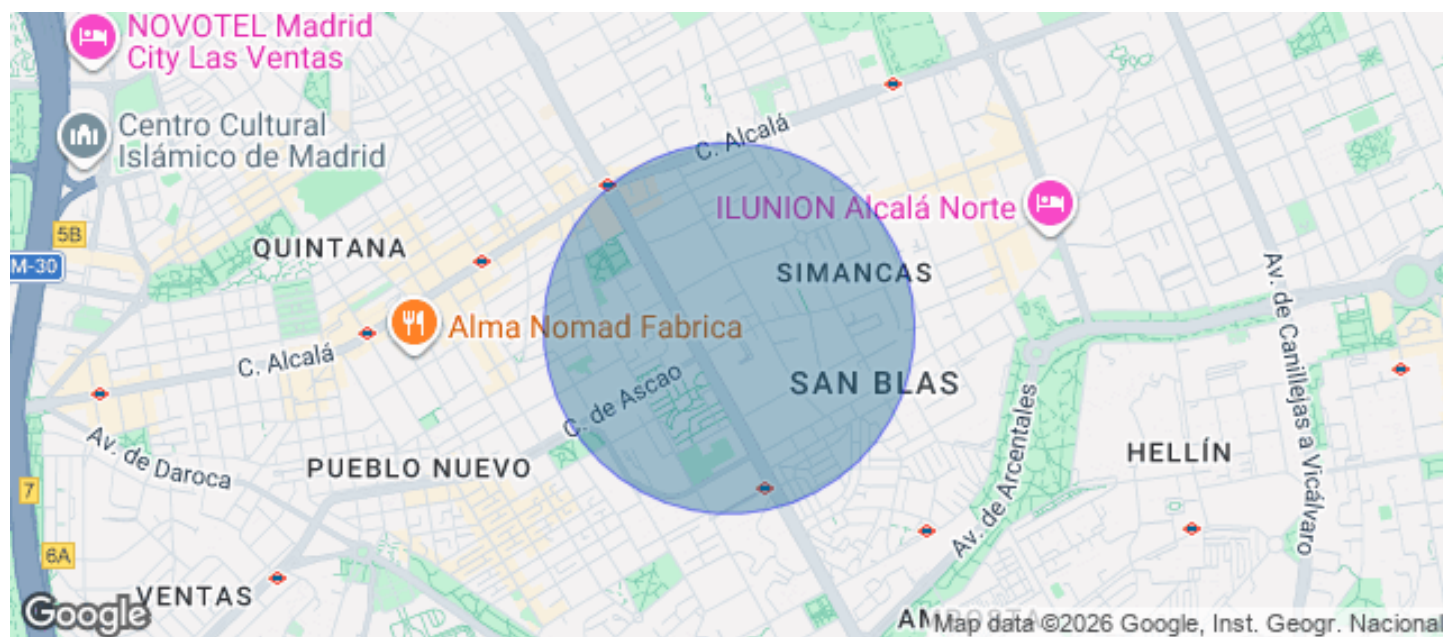 NOVOTEL Madrid
City Las Ventas
Centro Cultural
Islámico de Madrid
C. Alcalá
ILUNION Alcalá Norte
5B
QUINTANA
M-30
SIMANCAS
Alma Nomad Fabrica
C. Alcalá
SAN BLAS
C. de Ascao
Av. de Canillejas a Vicálvaro
Av. de Daroca
PUEBLO NUEVO
HELLÍN
Av. de Arcentales
7
6A
VENTAS
Google
Map data ©2026 Google, Inst. Geogr. Nacional